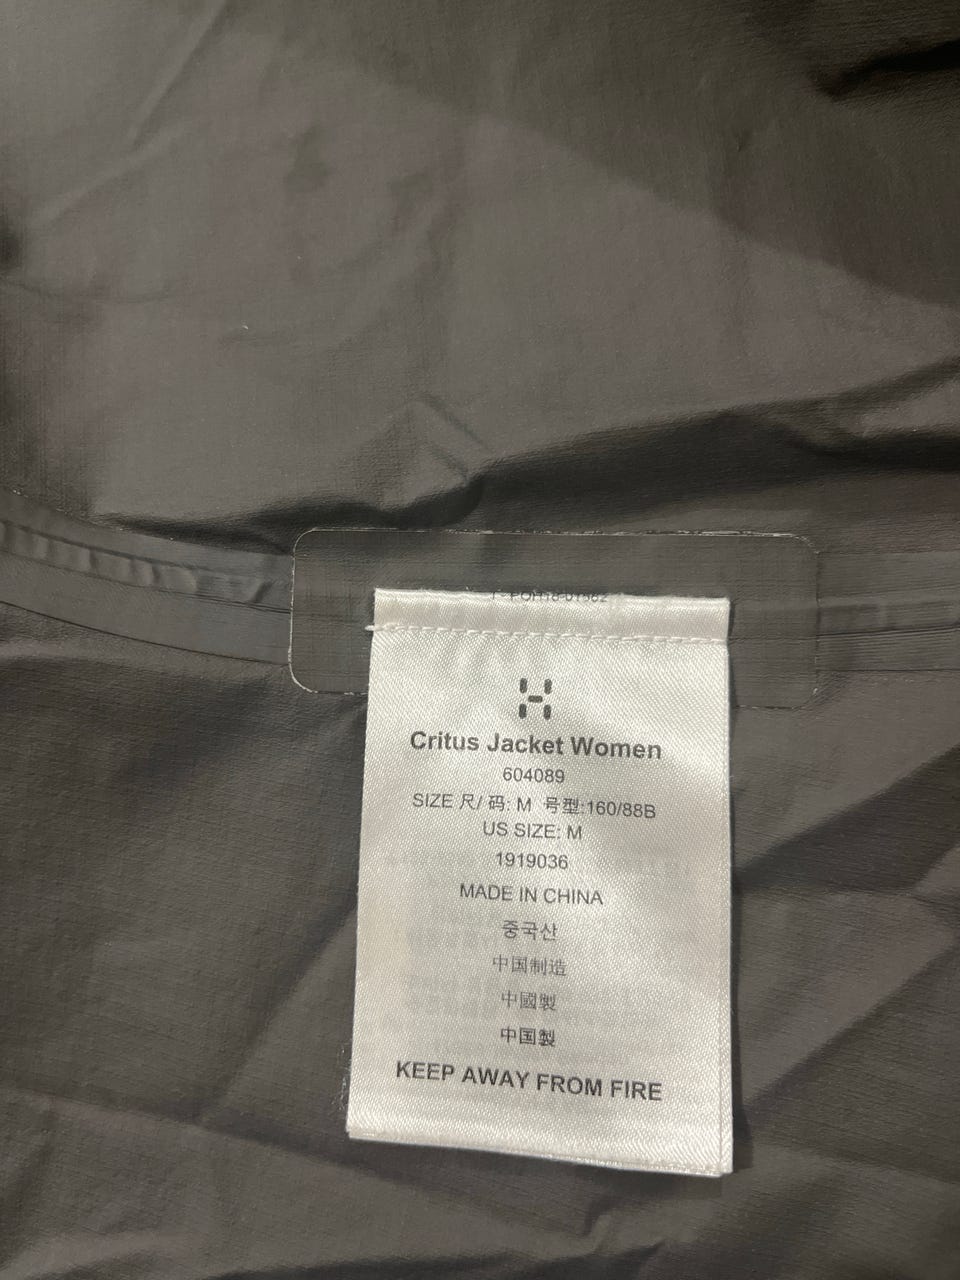 Critus Jacket Women
604089
SIZE 尺/ 码: M 号型:160/88B
US SIZE: M
1919036
MADE IN CHINA
중국산
中国制造
中國製
中国製
KEEP AWAY FROM FIRE